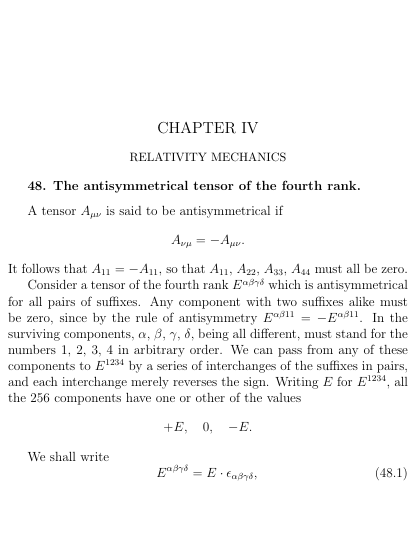 CHAPTER IV
RELATIVITY MECHANICS
48. The antisymmetrical tensor of the fourth rank.
A tensor $A_{\mu\nu}$ is said to be antisymmetrical if
$A_{\nu\mu} = -A_{\mu\nu}.$
It follows that $A_{11} = -A_{11}$, so that $A_{11}$, $A_{22}$, $A_{33}$, $A_{44}$ must all be zero.
Consider a tensor of the fourth rank $E^{\alpha\beta\gamma\delta}$ which is antisymmetrical
for all pairs of suffixes. Any component with two suffixes alike must
be zero, since by the rule of antisymmetry $E^{\alpha\beta 11} = -E^{\alpha\beta 11}$. In the
surviving components, $\alpha$, $\beta$, $\gamma$, $\delta$, being all different, must stand for the
numbers 1, 2, 3, 4 in arbitrary order. We can pass from any of these
components to $E^{1234}$ by a series of interchanges of the suffixes in pairs,
and each interchange merely reverses the sign. Writing $E$ for $E^{1234}$, all
the 256 components have one or other of the values
$+E, \quad 0, \quad -E.$
We shall write
$E^{\alpha\beta\gamma\delta} = E \cdot \epsilon_{\alpha\beta\gamma\delta},$ (48.1)